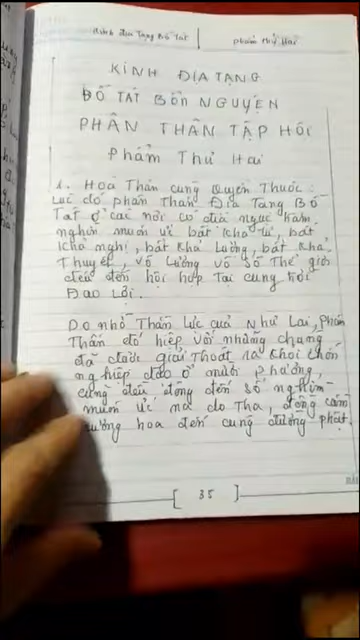 Kinh Địa Tạng Bồ Tát
phẩm thứ Hai
KINH ĐỊA TẠNG
BỒ TÁT BỔN NGUYỆN
PHÂN THÂN TẬP HỘI
Phẩm Thứ Hai
1. Hoá Thân cùng Quyến Thuộc:
Lúc đó phân Thân Địa Tạng Bồ
Tát ở các nơi có địa ngục trăm
nghìn muôn ức bất khả tư, bất
khả nghị, bất khả lường, bất khả
Thuyết, vô Lượng vô số Thế giới
đều đến hội họp Tại cung trời
Đao Lợi.
Do nhờ Thần Lực của Như Lai, Phân
Thân đó hiệp với những chúng
đã được giải Thoát ra khỏi chốn
nghiệp đạo ở mười phương,
cũng đều đông đến số nghìn
muôn ức na do Tha, đồng cầm
hương hoa đến cúng dường phật.
35